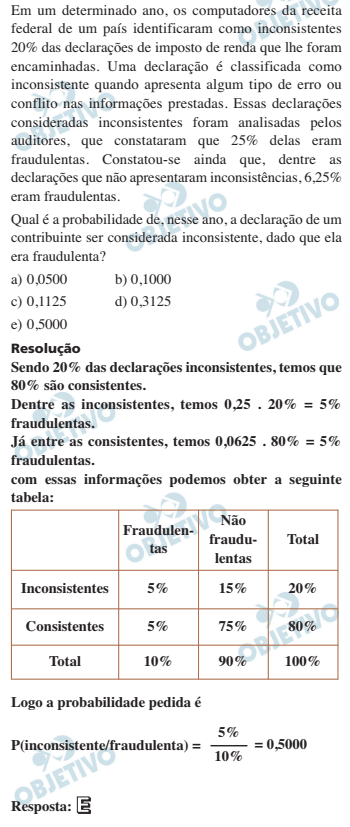 Em um determinado ano, os computadores da receita
federal de um país identificaram como inconsistentes
20% das declarações de imposto de renda que lhe foram
encaminhadas. Uma declaração é classificada como
inconsistente quando apresenta algum tipo de erro ou
conflito nas informações prestadas. Essas declarações
consideradas inconsistentes foram analisadas pelos
auditores, que constataram que 25% delas eram
fraudulentas. Constatou-se ainda que, dentre as
declarações que não apresentaram inconsistências, 6,25%
eram fraudulentas.
Qual é a probabilidade de, nesse ano, a declaração de um
contribuinte ser considerada inconsistente, dado que ela
era fraudulenta?
a) 0,0500 b) 0,1000
c) 0,1125 d) 0,3125
e) 0,5000
Resolução
Sendo 20% das declarações inconsistentes, temos que
80% são consistentes.
Dentre as inconsistentes, temos 0,25 . 20% = 5%
fraudulentas.
Já entre as consistentes, temos 0,0625 . 80% = 5%
fraudulentas.
com essas informações podemos obter a seguinte
tabela:
Fraudulen-
tas
Não
fraudu-
lentas
Total
Inconsistentes 5% 15% 20%
Consistentes 5% 75% 80%
Total 10% 90% 100%
Logo a probabilidade pedida é
P(inconsistente/fraudulenta) = 5% / 10% = 0,5000
Resposta: E
OBJETIVO
OBJETIVO
OBJETIVO
OBJETIVO
OBJETIVO
OBJETIVO
OBJETIVO
OBJETIVO